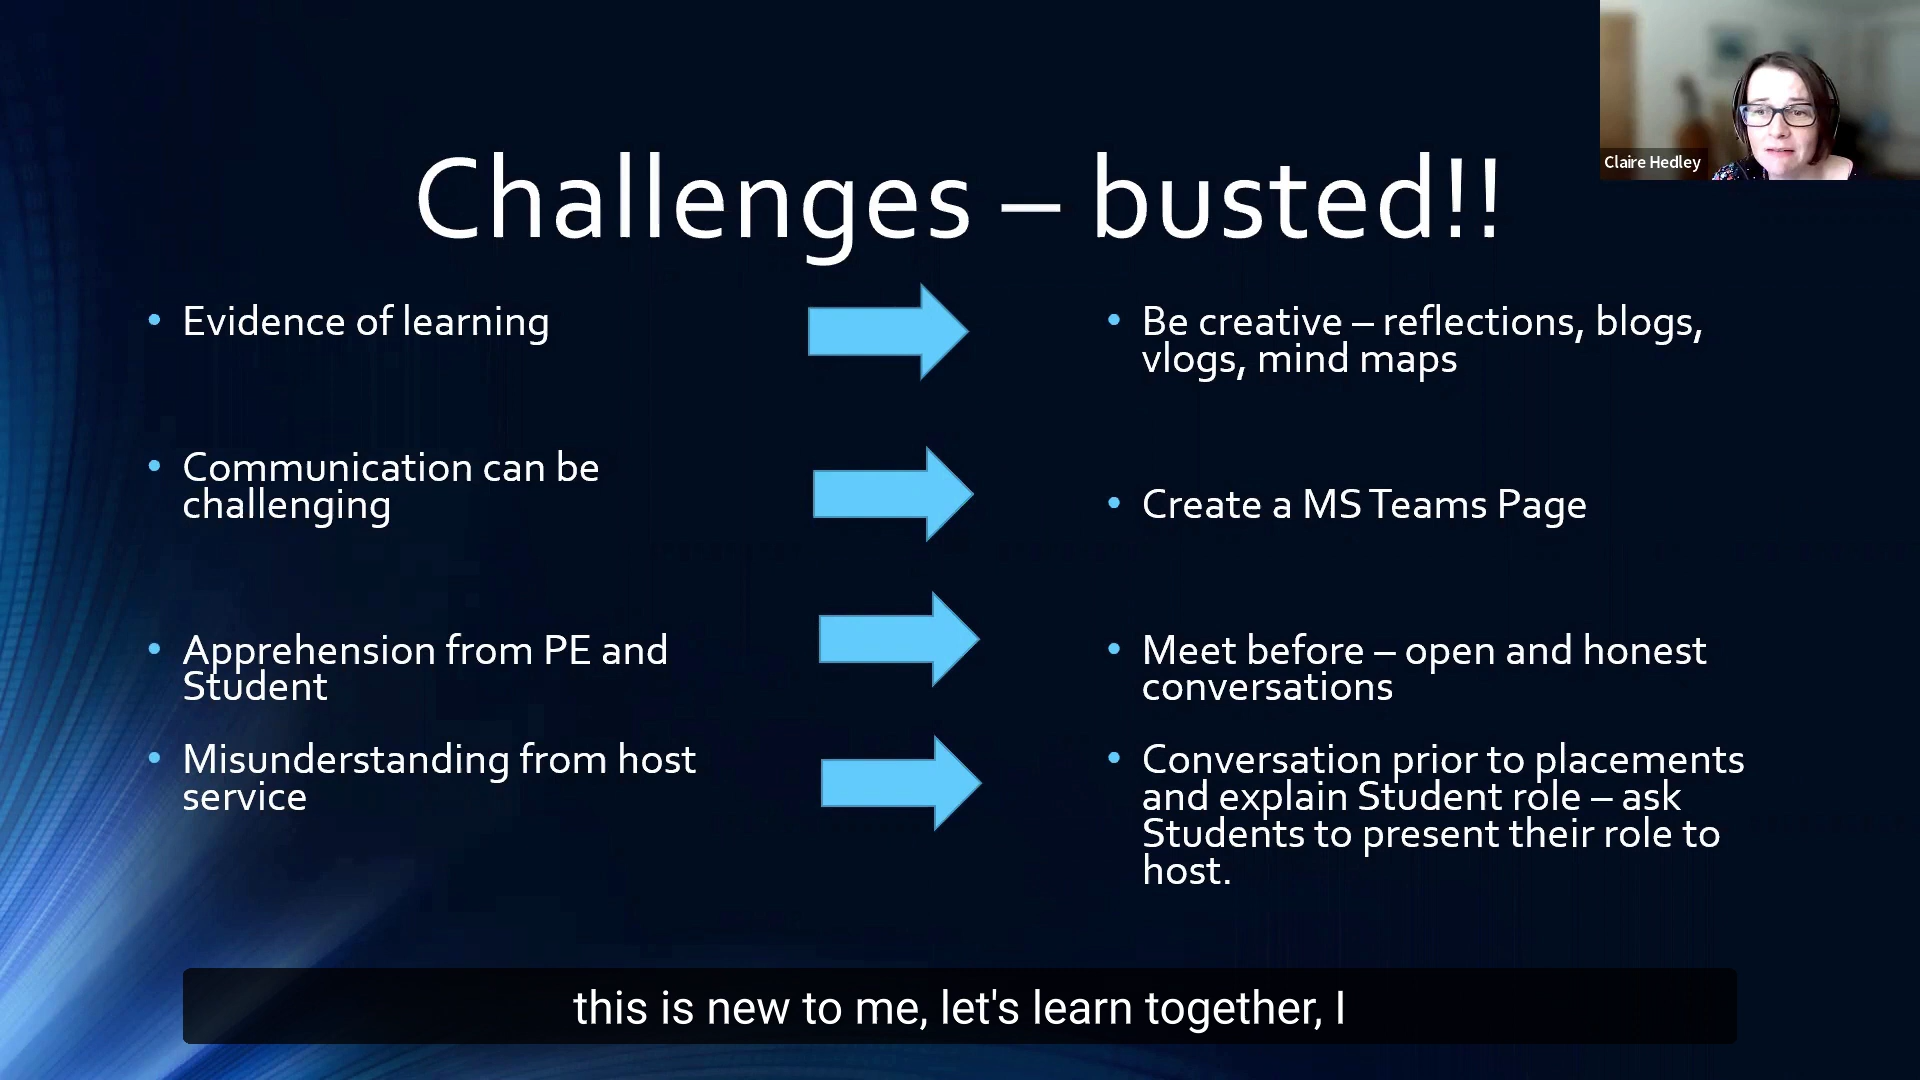 Claire Hedley
Challenges – busted!!
• Evidence of learning
• Be creative – reflections, blogs,
vlogs, mind maps
• Communication can be
challenging
• Create a MS Teams Page
• Apprehension from PE and
Student
• Meet before – open and honest
conversations
• Misunderstanding from host
service
• Conversation prior to placements
and explain Student role – ask
Students to present their role to
host.
this is new to me, let's learn together, I